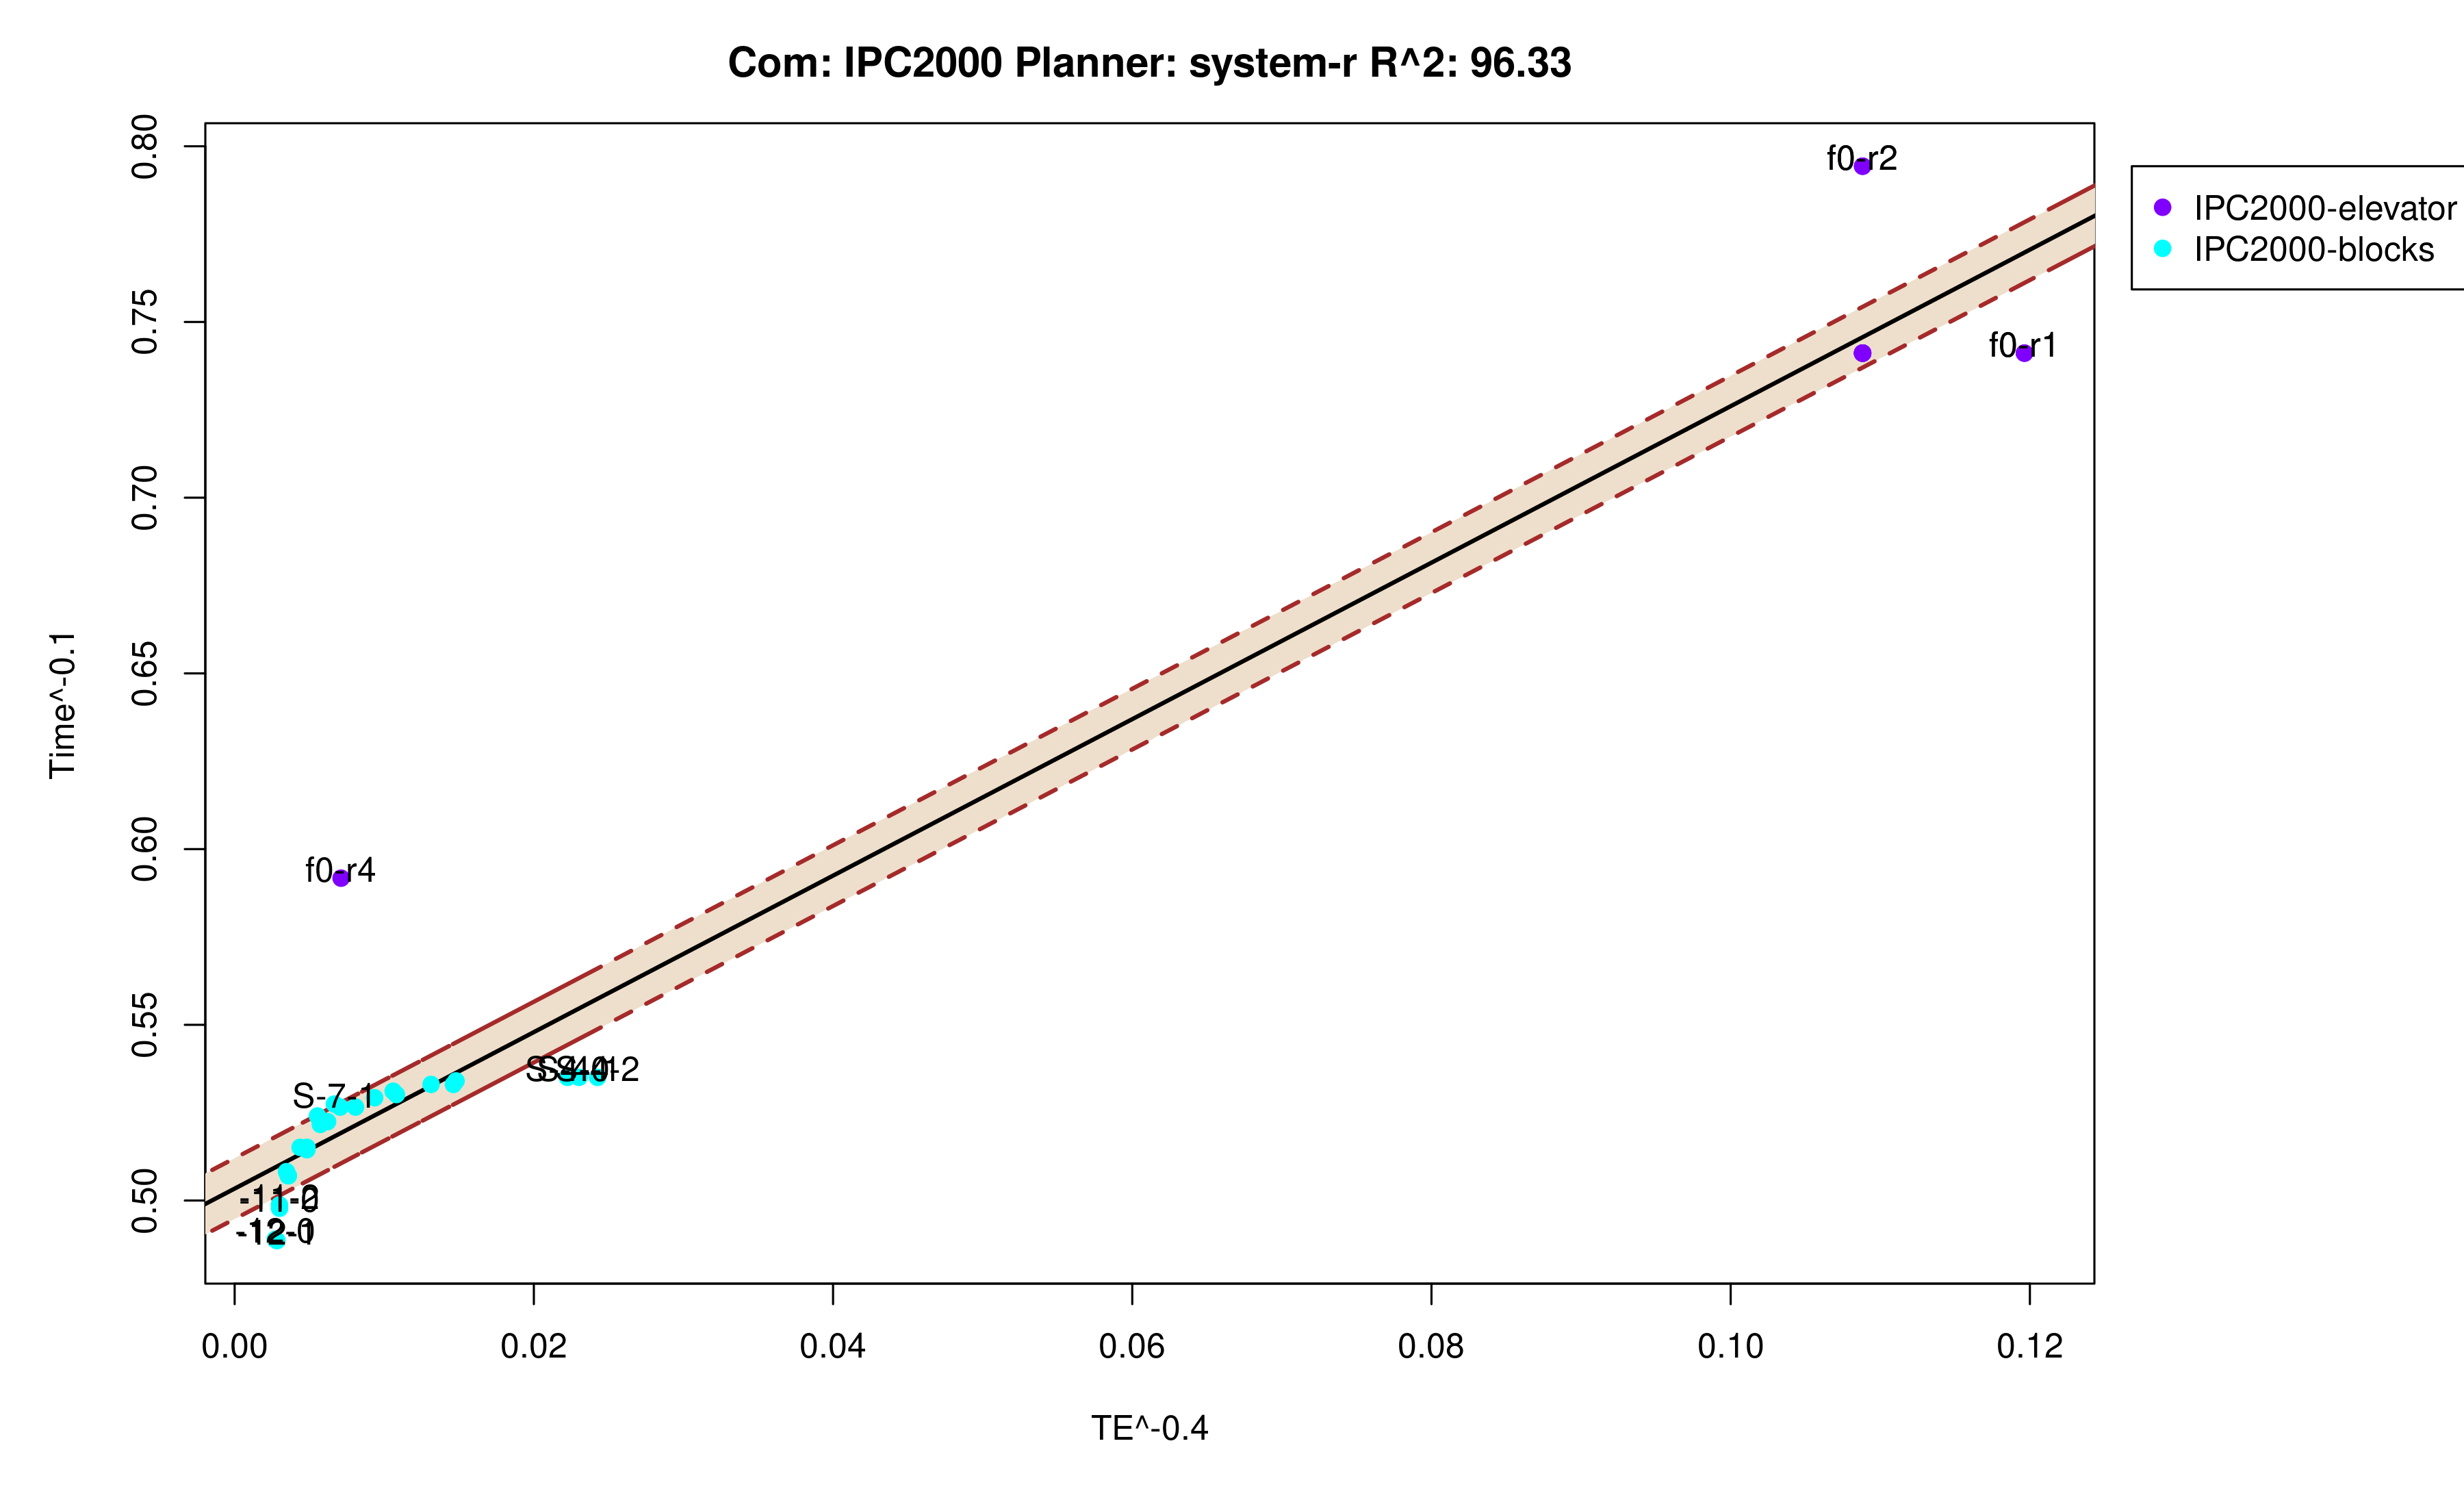 Com: IPC2000 Planner: system-r R^2: 96.33
0.80
0.75
0.70
0.65
0.60
0.55
0.50
Time^-0.1
f0-r2
f0-r1
f0-r4
S-7-1
IPC2000-elevator
IPC2000-blocks
0.00 0.02 0.04 0.06 0.08 0.10 0.12
TE^-0.4